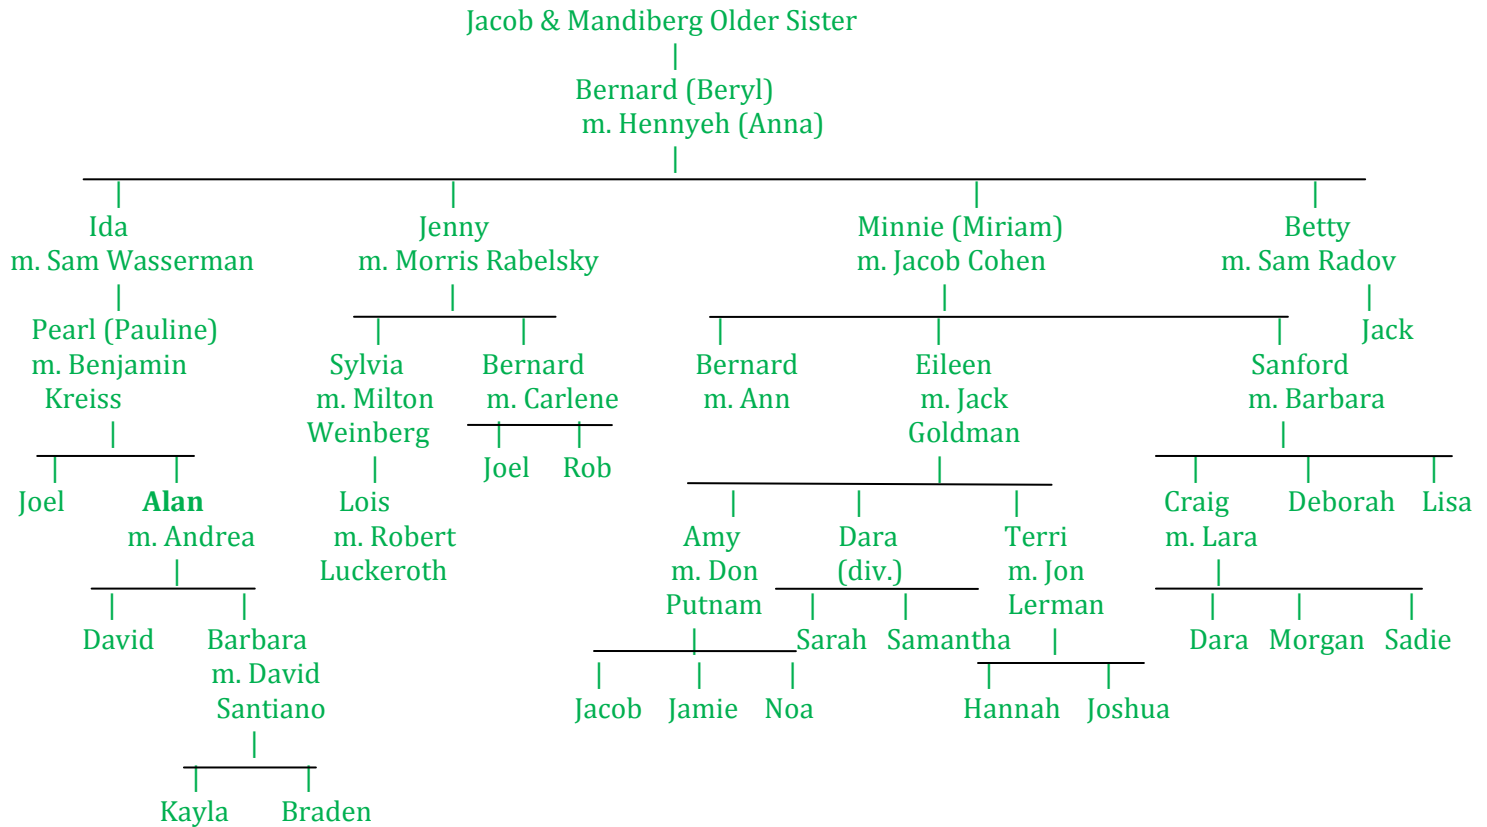 Jacob & Mandiberg Older Sister
Bernard (Beryl)
m. Hennyeh (Anna)
Ida
m. Sam Wasserman
Jenny
m. Morris Rabelsky
Minnie (Miriam)
m. Jacob Cohen
Betty
m. Sam Radov
Pearl (Pauline)
m. Benjamin
Kreiss
Sylvia
m. Milton
Weinberg
Bernard
m. Carlene
Bernard
m. Ann
Eileen
m. Jack
Goldman
Sanford
m. Barbara
Jack
Joel
Alan
m. Andrea
Lois
m. Robert
Luckeroth
Joel
Rob
Amy
m. Don
Putnam
Dara
(div.)
Terri
m. Jon
Lerman
Craig
m. Lara
Deborah
Lisa
David
Barbara
m. David
Santiano
Jacob
Jamie
Noa
Sarah
Samantha
Hannah
Joshua
Dara
Morgan
Sadie
Kayla
Braden